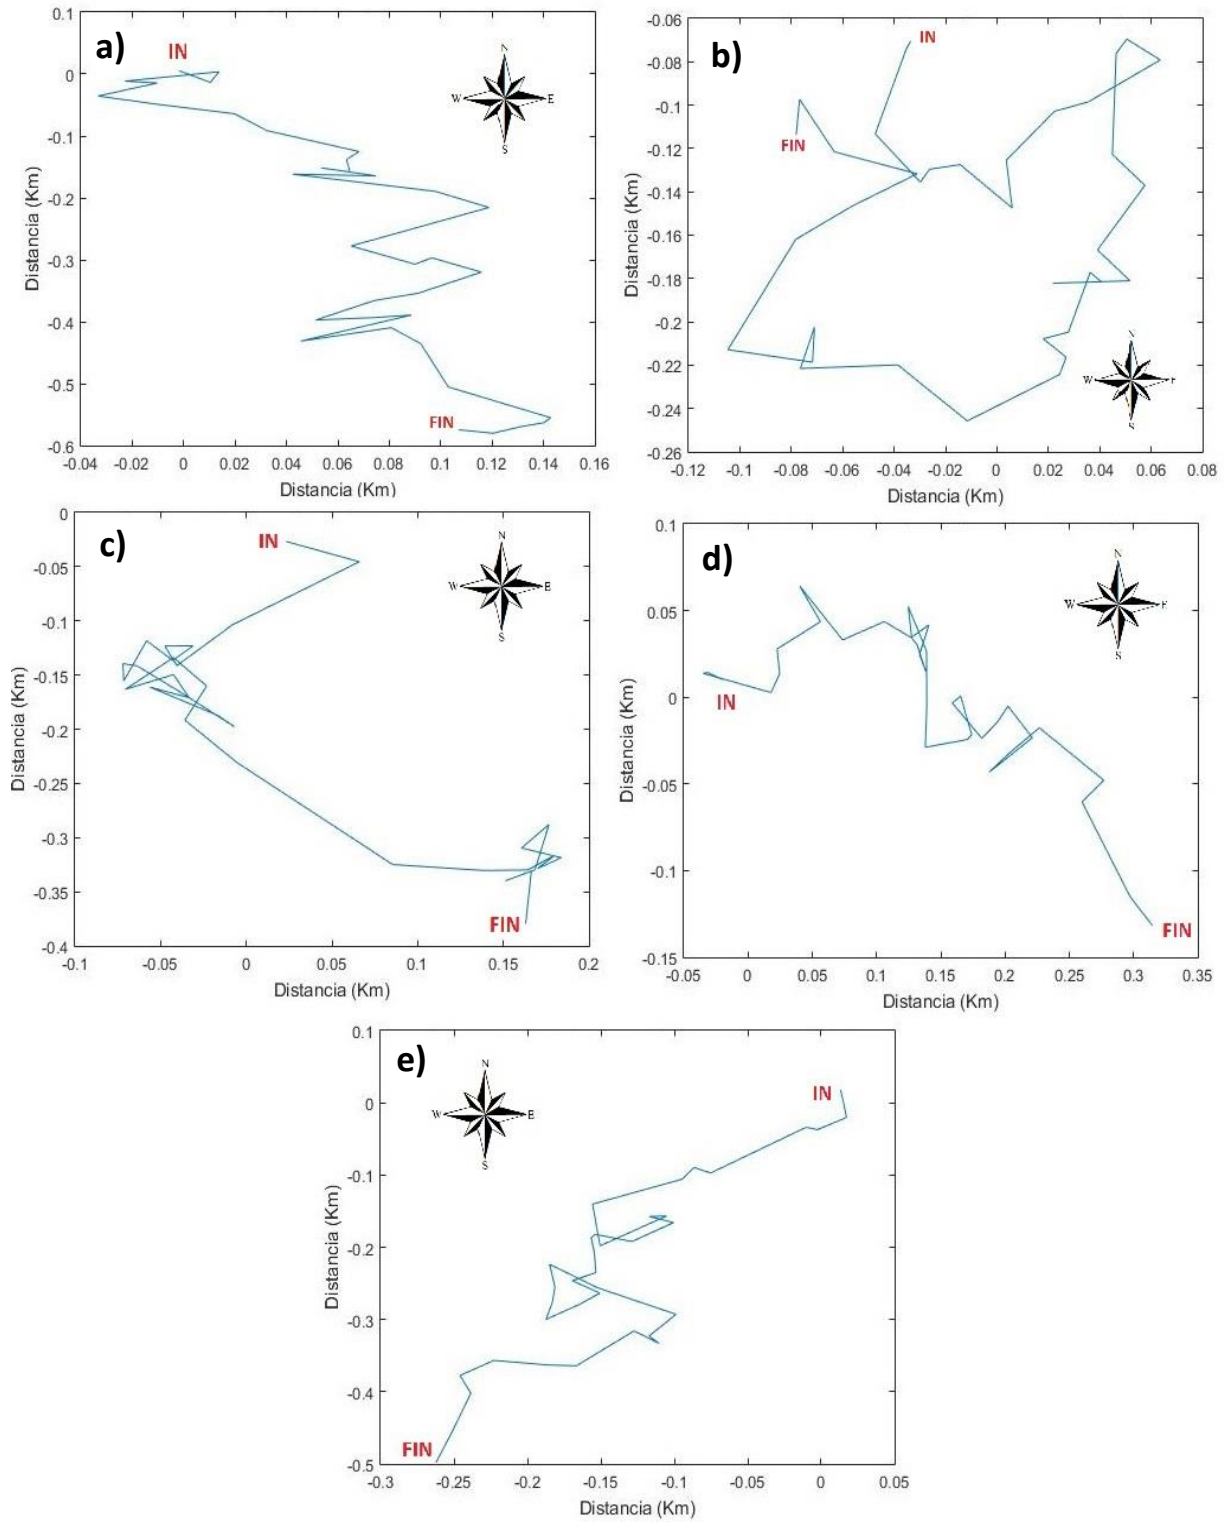 a)
IN
N
W
E
S
FIN
0.1
0
-0.1
-0.2
-0.3
-0.4
-0.5
-0.6
-0.04
-0.02
0
0.02
0.04
0.06
0.08
0.1
0.12
0.14
0.16
Distancia (Km)
Distancia (Km)
b)
IN
FIN
N
W
S
-0.06
-0.08
-0.1
-0.12
-0.14
-0.16
-0.18
-0.2
-0.22
-0.24
-0.26
-0.12
-0.1
-0.08
-0.06
-0.04
-0.02
0
0.02
0.04
0.06
0.08
Distancia (Km)
Distancia (Km)
c)
IN
N
W
E
S
FIN
0
-0.05
-0.1
-0.15
-0.2
-0.25
-0.3
-0.35
-0.4
-0.1
-0.05
0
0.05
0.1
0.15
0.2
Distancia (Km)
Distancia (Km)
d)
N
W
S
IN
FIN
0.1
0.05
0
-0.05
-0.1
-0.15
-0.05
0
0.05
0.1
0.15
0.2
0.25
0.3
0.35
Distancia (Km)
Distancia (Km)
e)
N
W
E
S
IN
FIN
0.1
0
-0.1
-0.2
-0.3
-0.4
-0.5
-0.3
-0.25
-0.2
-0.15
-0.1
-0.05
0
0.05
Distancia (Km)
Distancia (Km)